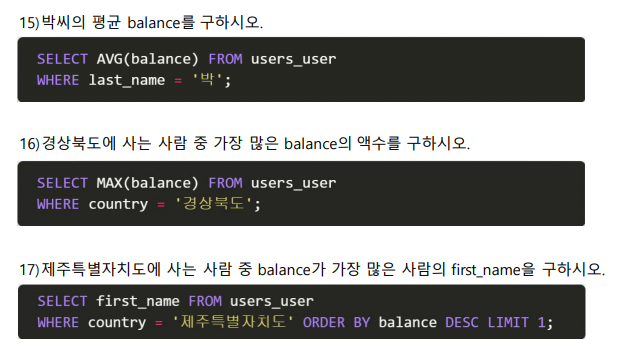 15)박씨의 평균 balance를 구하시오.
SELECT AVG(balance) FROM users_user
WHERE last_name = '박';
16)경상북도에 사는 사람 중 가장 많은 balance의 액수를 구하시오.
SELECT MAX(balance) FROM users_user
WHERE country = '경상북도';
17)제주특별자치도에 사는 사람 중 balance가 가장 많은 사람의 first_name을 구하시오.
SELECT first_name FROM users_user
WHERE country = '제주특별자치도' ORDER BY balance DESC LIMIT 1;